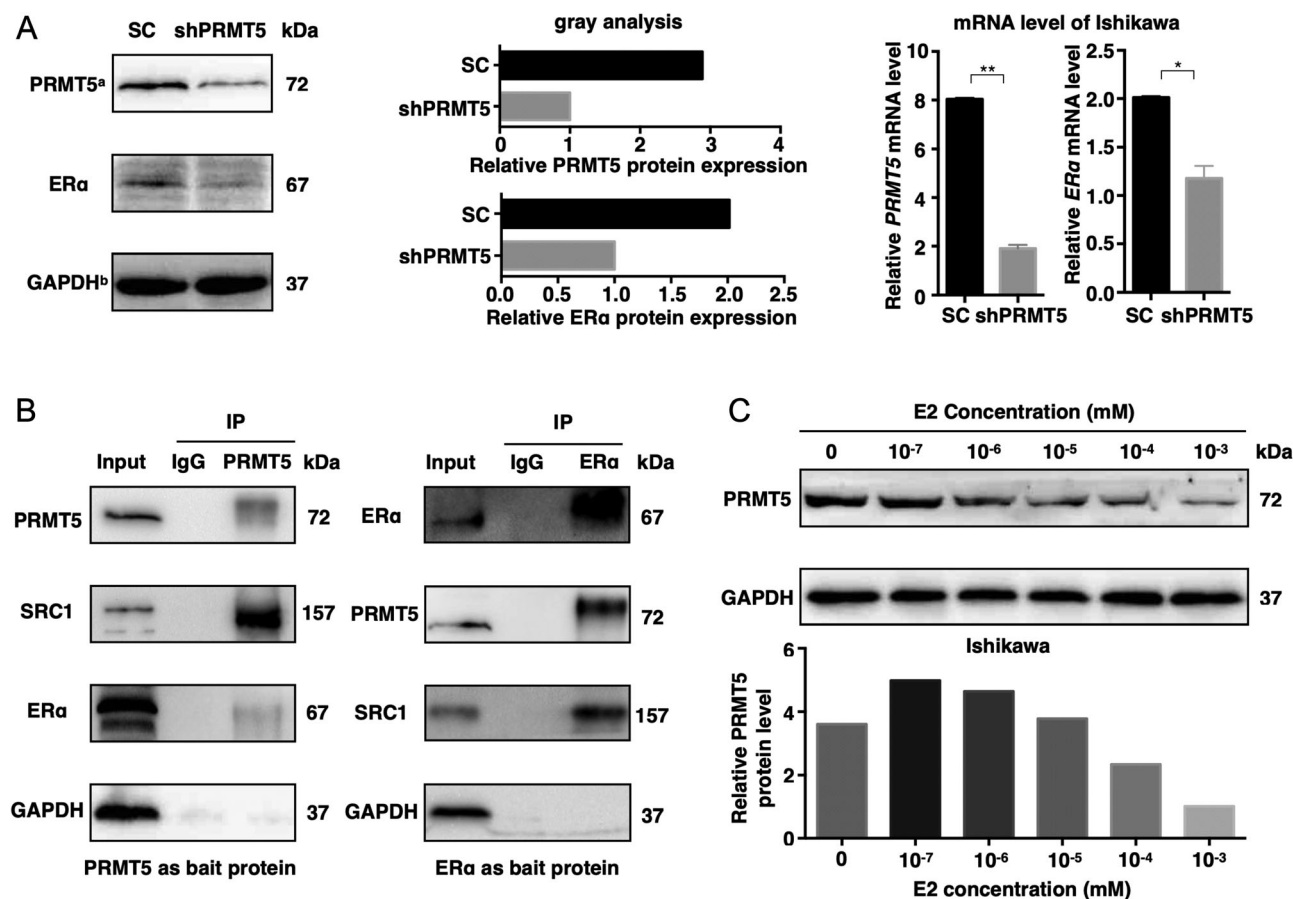 A
SC shPRMT5 kDa
PRMT5ᵃ 72
ERα 67
GAPDHᵇ 37
gray analysis
SC
shPRMT5
0 1 2 3 4
Relative PRMT5 protein expression
SC
shPRMT5
0.0 0.5 1.0 1.5 2.0 2.5
Relative ERα protein expression
mRNA level of Ishikawa
Relative PRMT5 mRNA level
10
8
6
4
2
0
**
SC shPRMT5
Relative ERα mRNA level
2.5
2.0
1.5
1.0
0.5
0.0
*
SC shPRMT5
B
IP
Input IgG PRMT5 kDa
PRMT5 72
SRC1 157
ERα 67
GAPDH 37
PRMT5 as bait protein
IP
Input IgG ERα kDa
ERα 67
PRMT5 72
SRC1 157
GAPDH 37
ERα as bait protein
C
E2 Concentration (mM)
0 10⁻⁷ 10⁻⁶ 10⁻⁵ 10⁻⁴ 10⁻³ kDa
PRMT5 72
GAPDH 37
Ishikawa
Relative PRMT5
protein level
6
4
2
0
0 10⁻⁷ 10⁻⁶ 10⁻⁵ 10⁻⁴ 10⁻³
E2 concentration (mM)